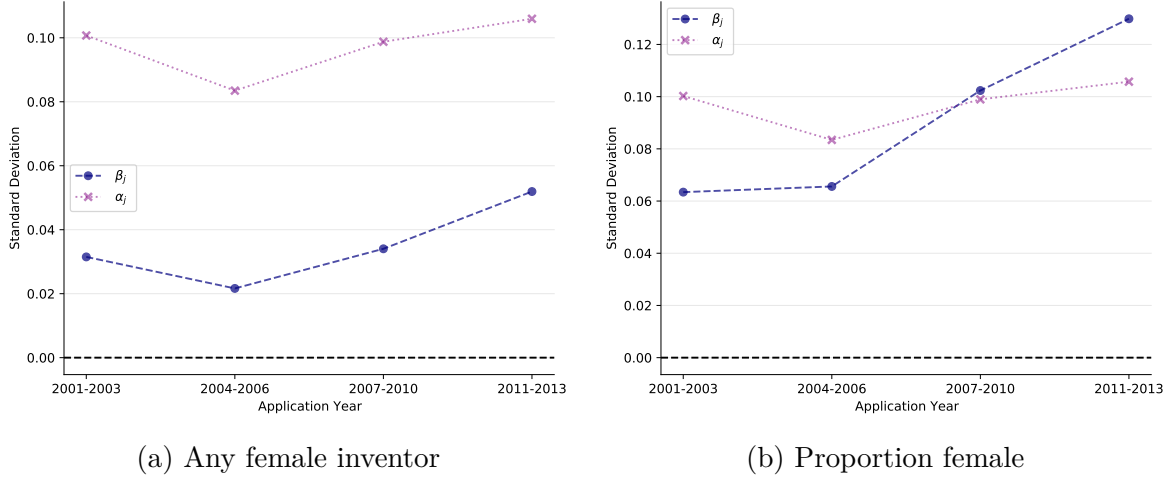 0.10
0.08
0.06
0.04
0.02
0.00
Standard Deviation
βj
αj
2001-2003 2004-2006 2007-2010 2011-2013
Application Year
(a) Any female inventor
0.12
0.10
0.08
0.06
0.04
0.02
0.00
Standard Deviation
βj
αj
2001-2003 2004-2006 2007-2010 2011-2013
Application Year
(b) Proportion female